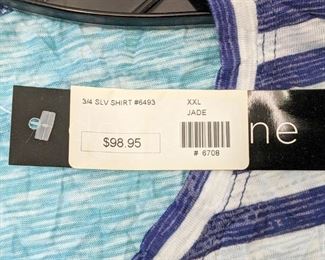 3/4 SLV SHIRT #6493
XXL
JADE
$98.95
# 6708
ne